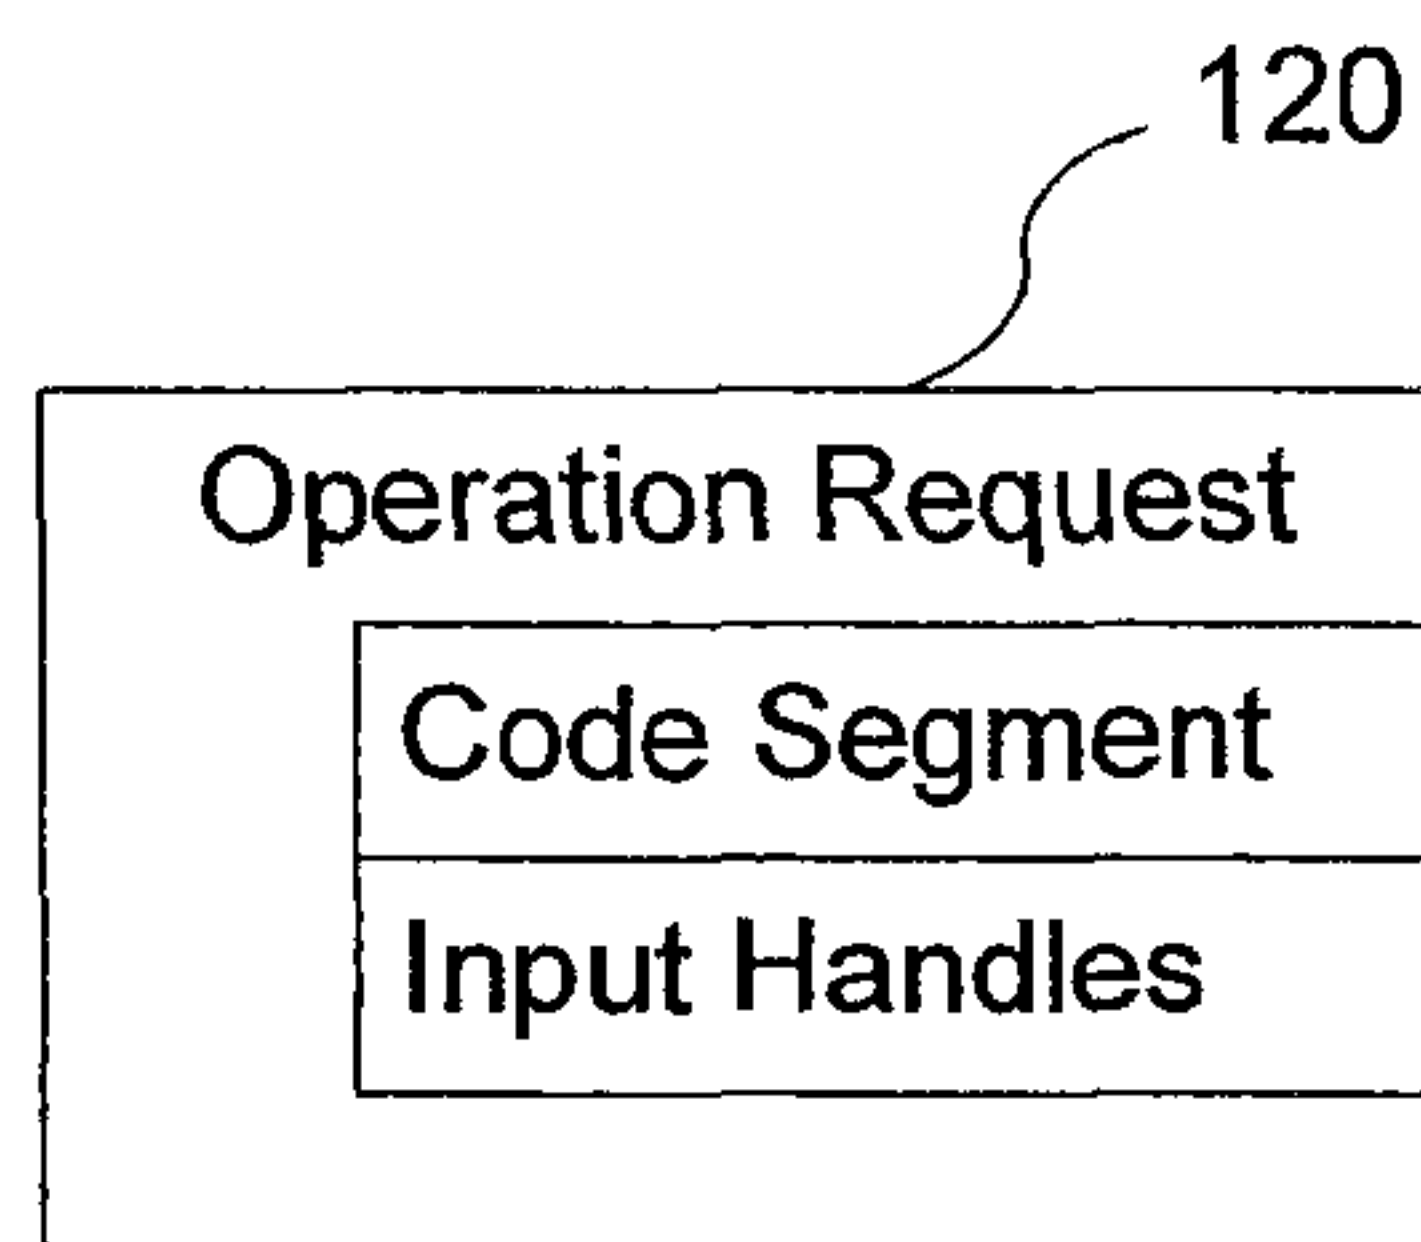 120
Operation Request
Code Segment
Input Handles